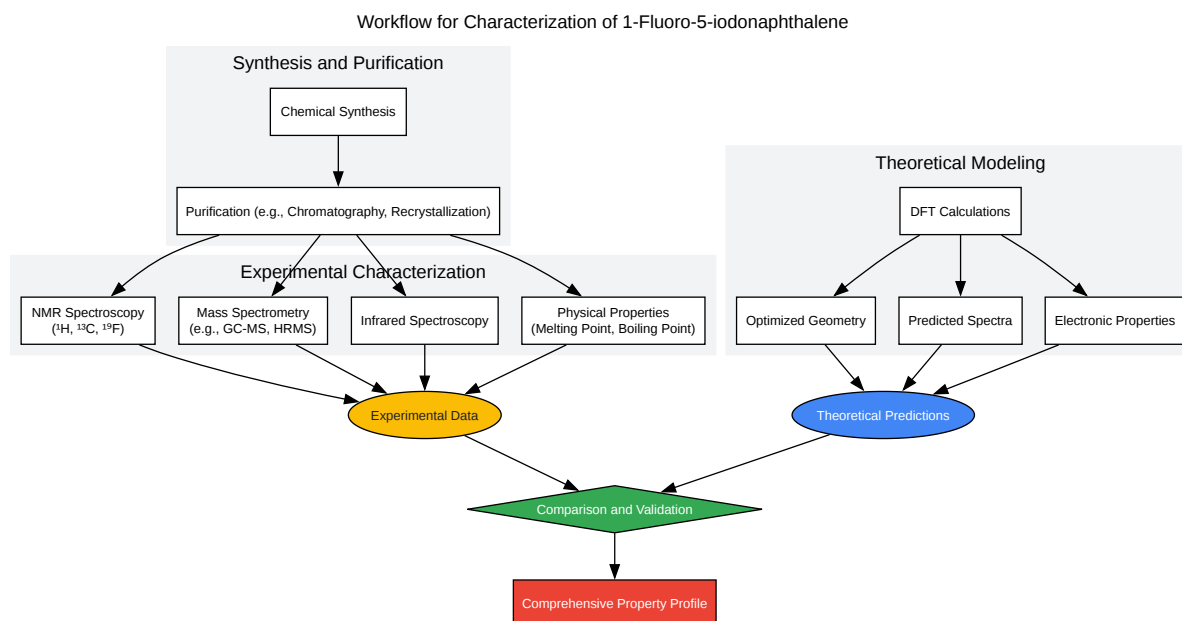 Workflow for Characterization of 1-Fluoro-5-iodonaphthalene
Synthesis and Purification
Chemical Synthesis
Purification (e.g., Chromatography, Recrystallization)
Experimental Characterization
NMR Spectroscopy
(¹H, ¹³C, ¹⁹F)
Mass Spectrometry
(e.g., GC-MS, HRMS)
Infrared Spectroscopy
Physical Properties
(Melting Point, Boiling Point)
Theoretical Modeling
DFT Calculations
Optimized Geometry
Predicted Spectra
Electronic Properties
Experimental Data
Theoretical Predictions
Comparison and Validation
Comprehensive Property Profile